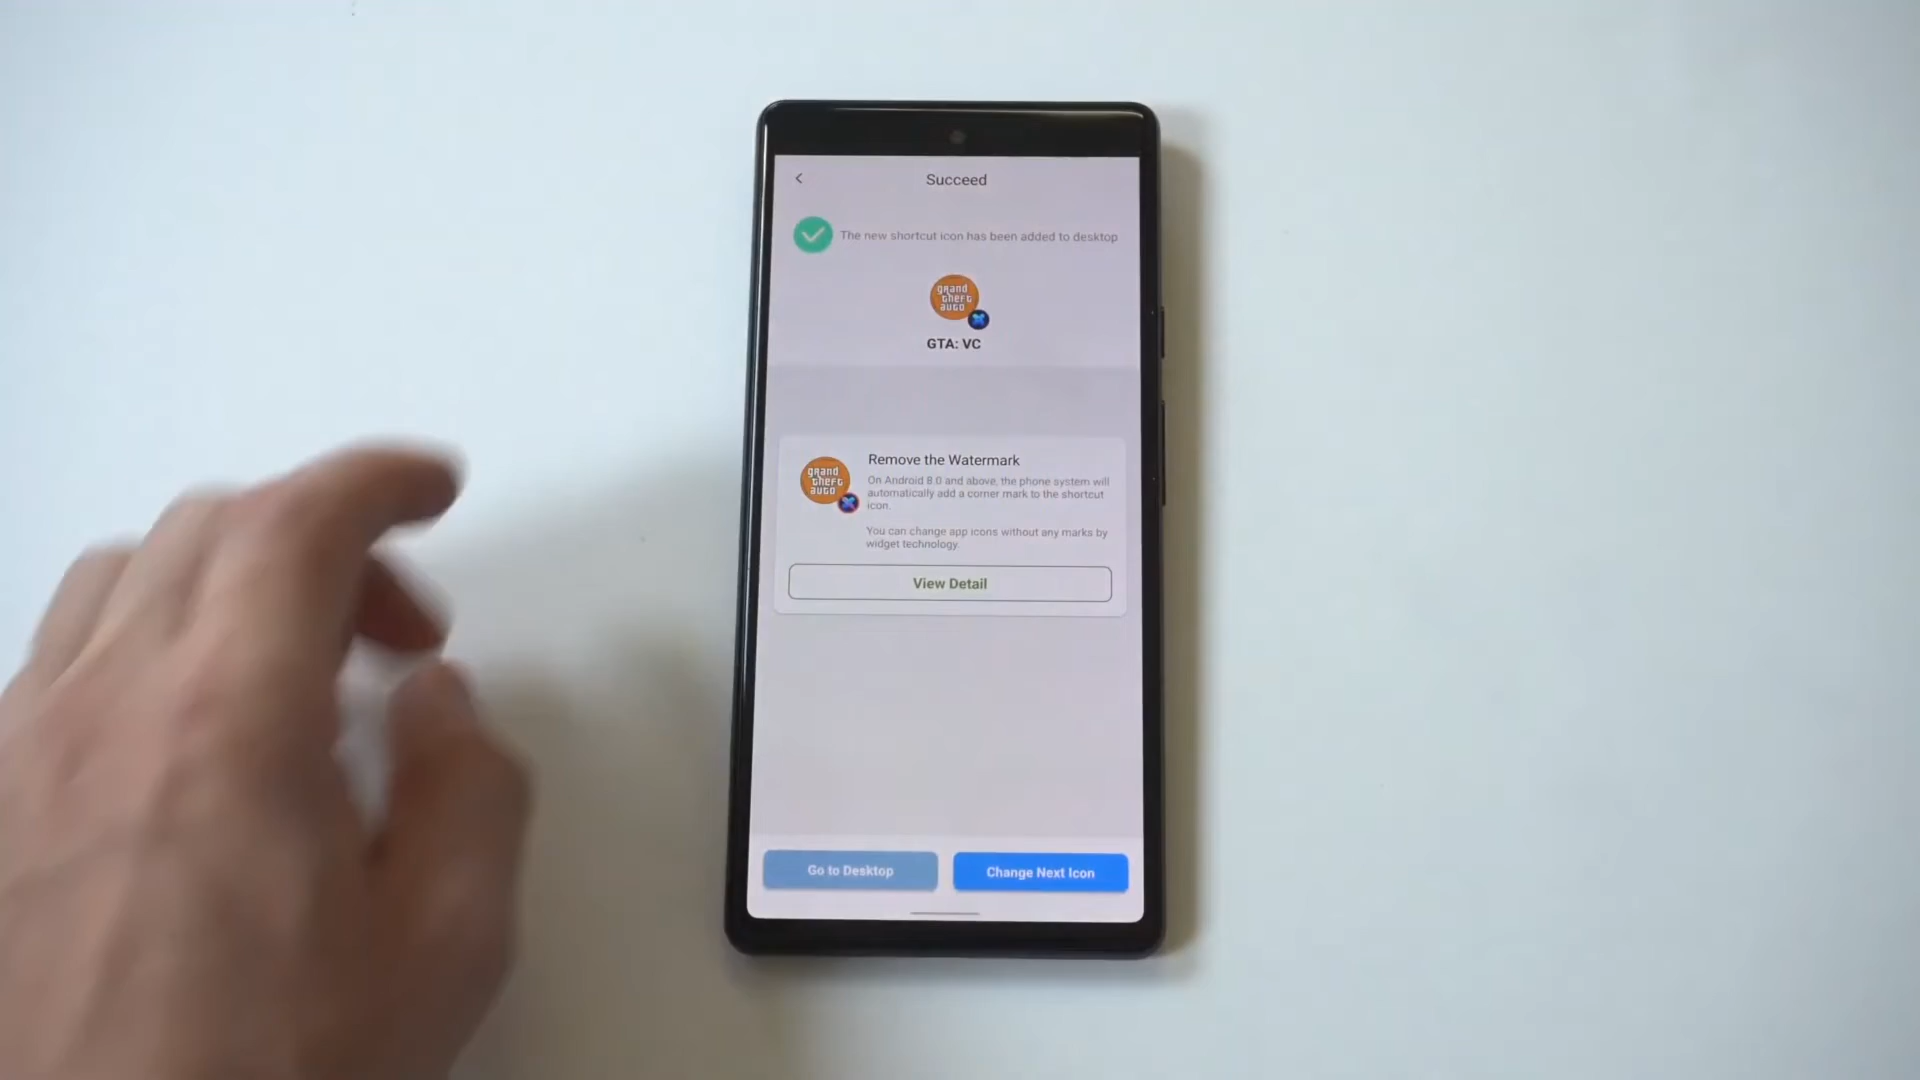 Succeed
The new shortcut icon has been added to desktop
grand
theft
auto
GTA: VC
Remove the Watermark
grand
theft
auto
On Android 8.0 and above, the phone system will
automatically add a corner mark to the shortcut
icon.
You can change app icons without any marks by
widget technology.
View Detail
Go to Desktop
Change Next Icon